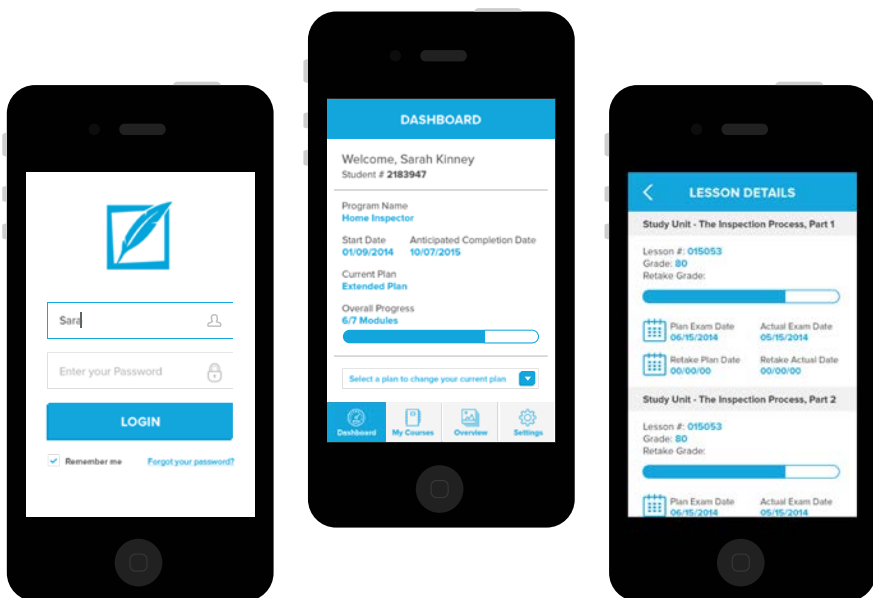 Sara
Enter your Password
LOGIN
Remember me
Forgot your password?
DASHBOARD
Welcome, Sarah Kinney
Student # 2183947
Program Name
Home Inspector
Start Date Anticipated Completion Date
01/09/2014 10/07/2015
Current Plan
Extended Plan
Overall Progress
6/7 Modules
Select a plan to change your current plan
Dashboard My Courses Overview Settings
LESSON DETAILS
Study Unit - The Inspection Process, Part 1
Lesson #: 015053
Grade: 80
Retake Grade:
Plan Exam Date Actual Exam Date
06/15/2014 05/15/2014
Retake Plan Date Retake Actual Date
00/00/00 00/00/00
Study Unit - The Inspection Process, Part 2
Lesson #: 015053
Grade: 80
Retake Grade:
Plan Exam Date Actual Exam Date
06/15/2014 05/15/2014